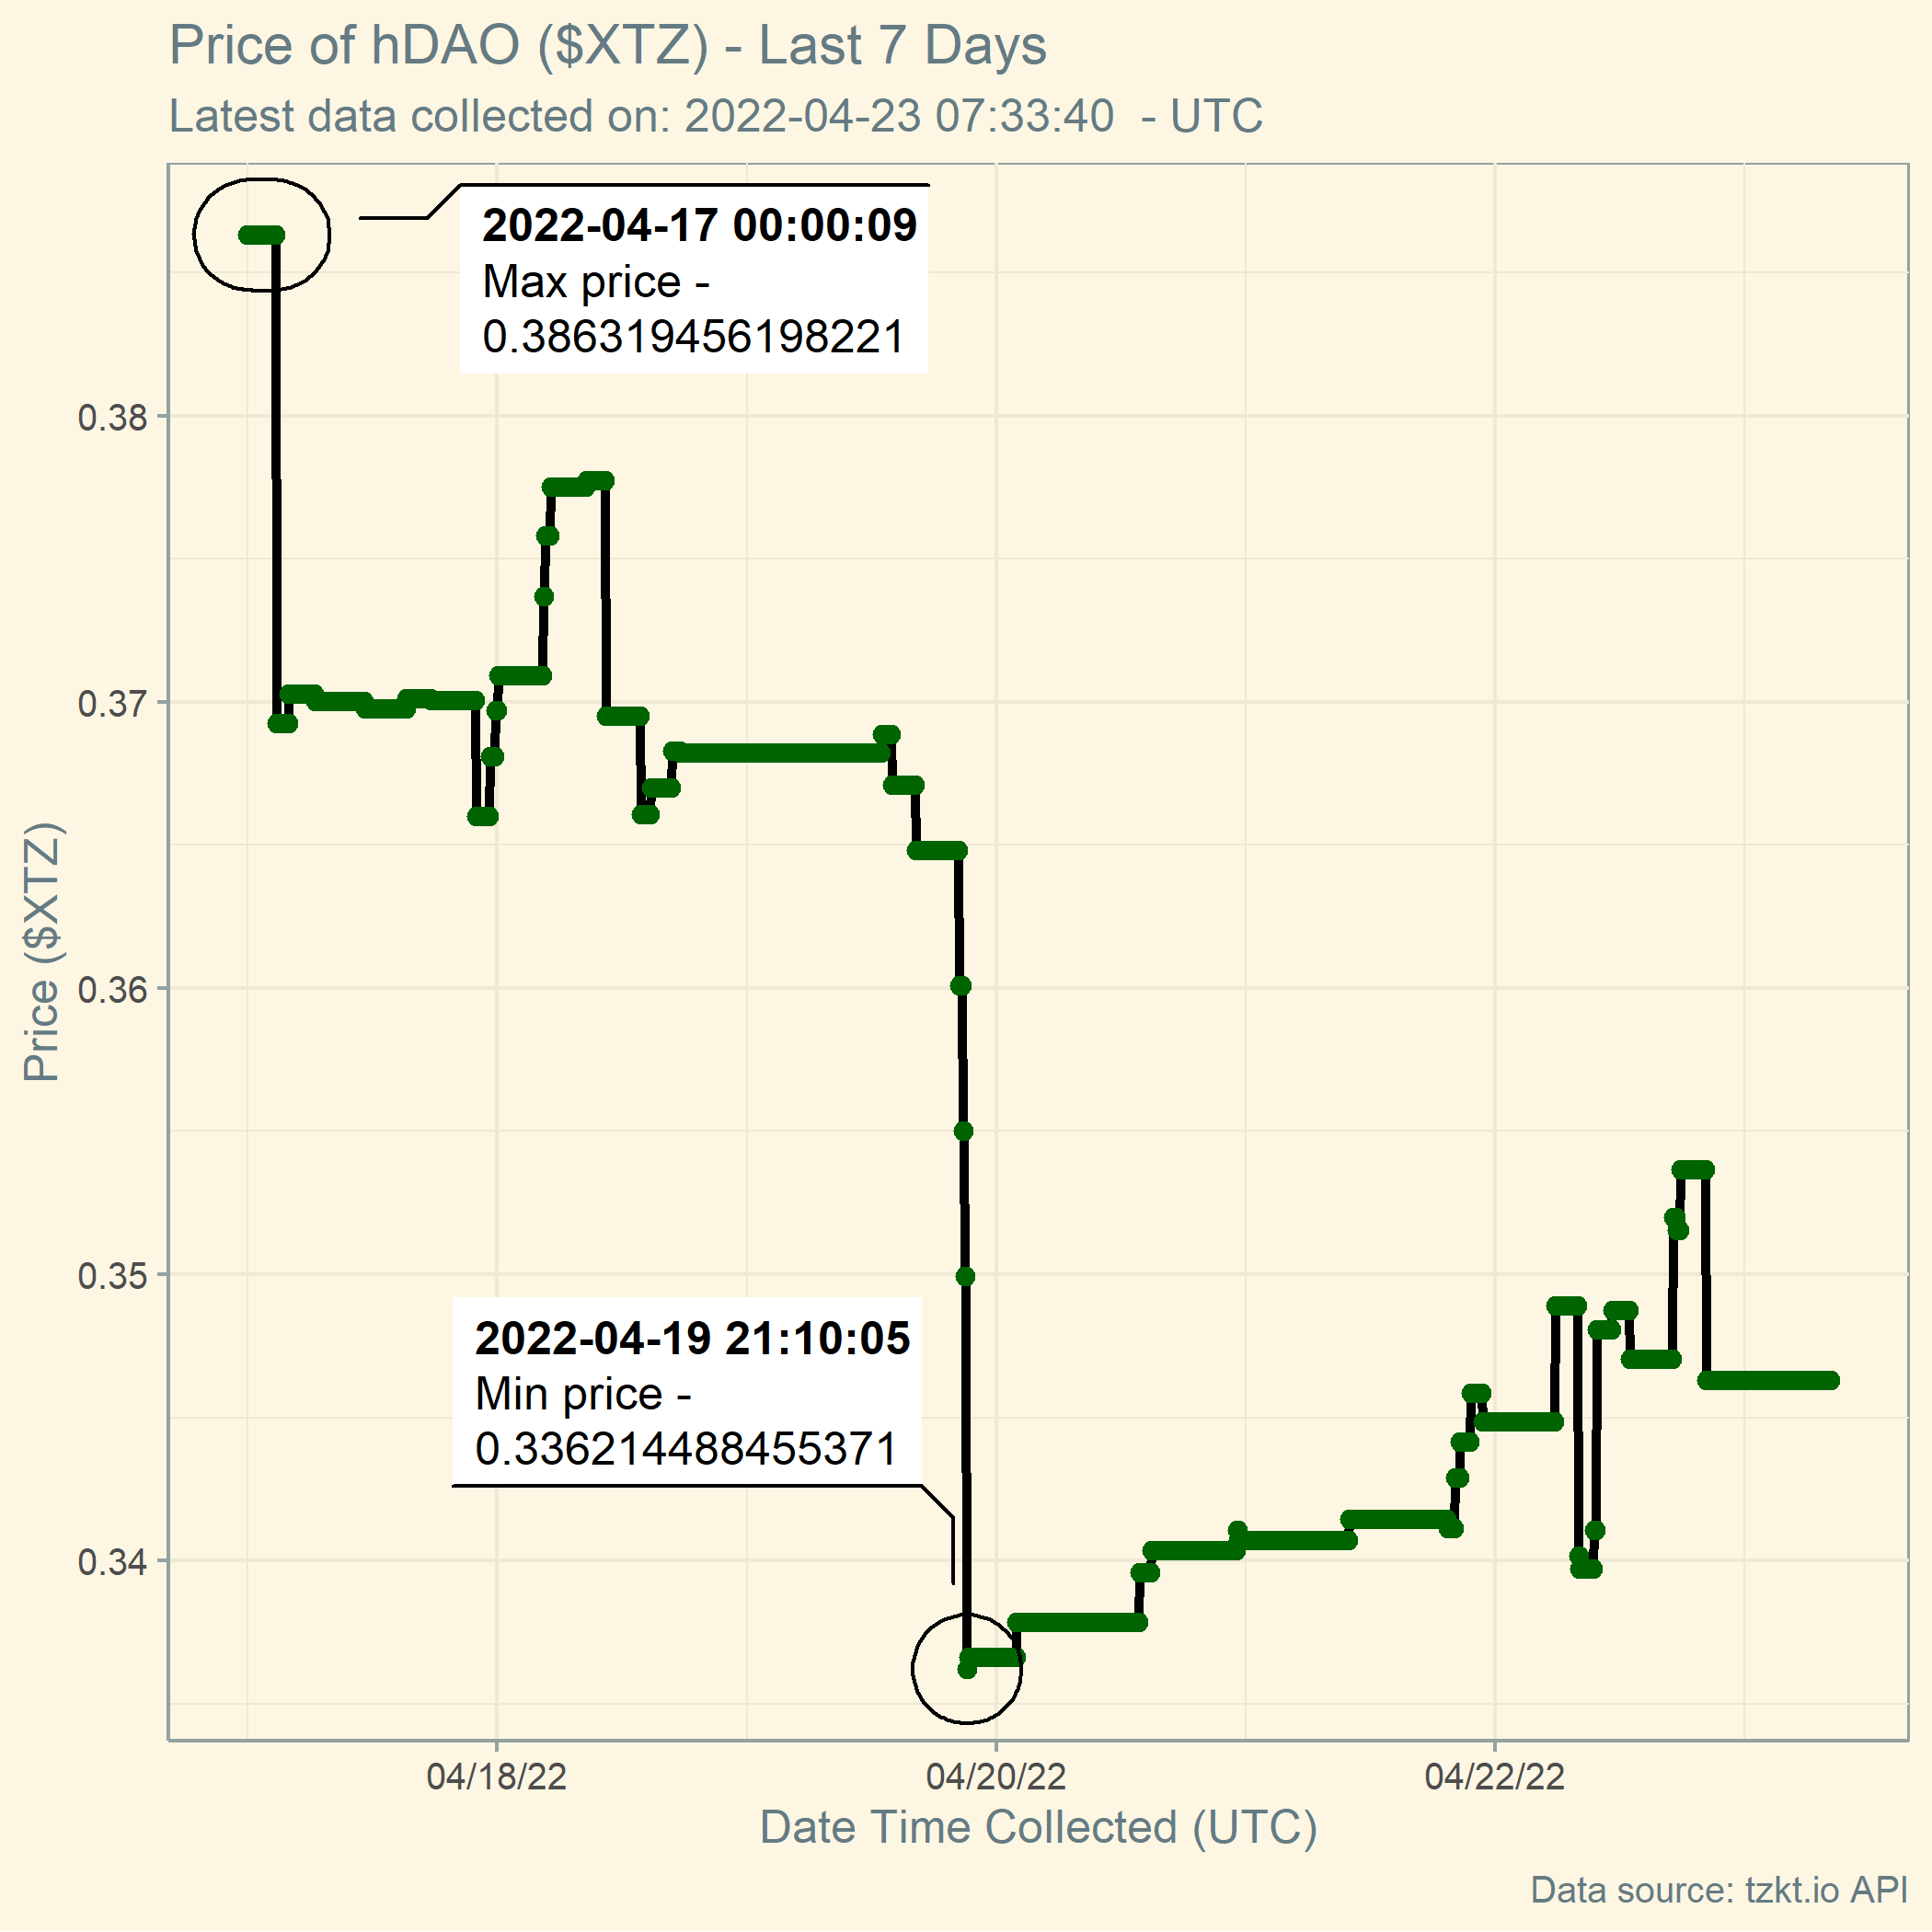 Price of hDAO ($XTZ) - Last 7 Days
Latest data collected on: 2022-04-23 07:33:40  - UTC
2022-04-17 00:00:09
Max price -
0.386319456198221
0.38
0.37
0.36
0.35
0.34
Price ($XTZ)
2022-04-19 21:10:05
Min price -
0.336214488455371
04/18/22
04/20/22
04/22/22
Date Time Collected (UTC)
Data source: tzkt.io API